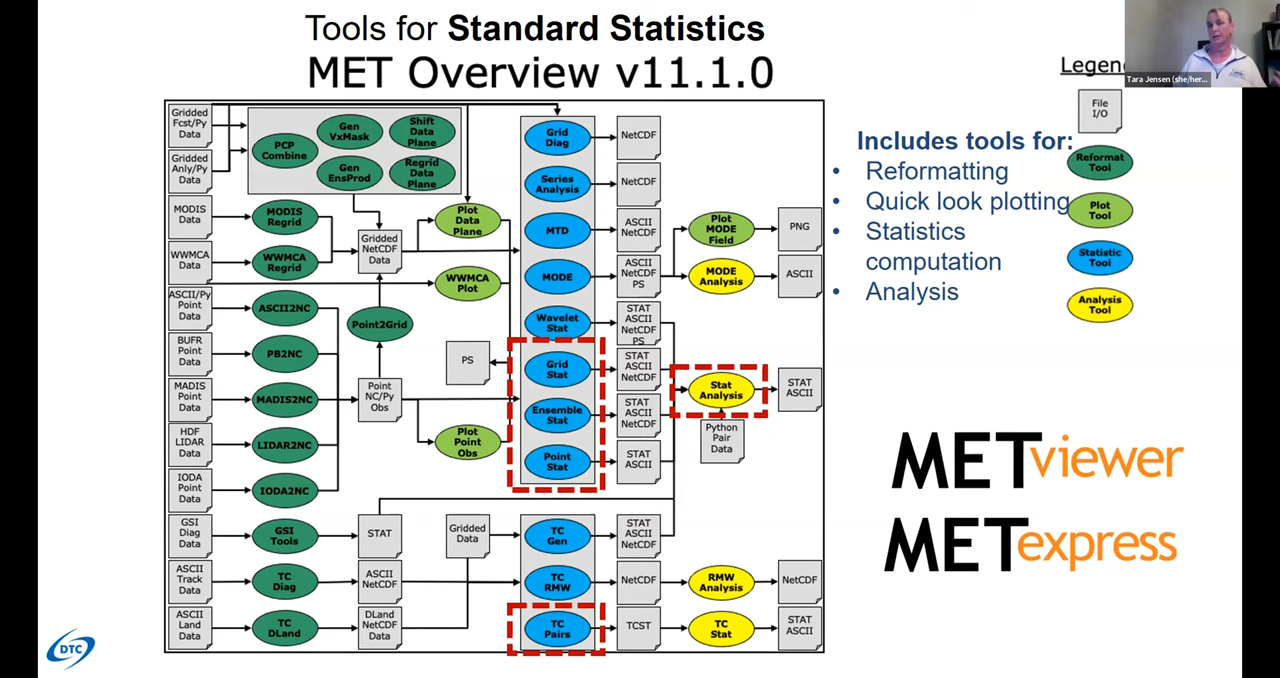 Tools for Standard Statistics
MET Overview v11.1.0
Tara Jensen (she/her...
Legen
File
I/O
Reformat
Tool
Plot
Tool
Statistic
Tool
Analysis
Tool
Includes tools for:
• Reformatting
• Quick look plotting
• Statistics
computation
• Analysis
METviewer
METexpress
DTC
Gridded
Fcst/Py
Data
Gridded
Anly/Py
Data
PCP
Combine
Gen
VxMask
Shift
Data
Plane
Gen
EnsProd
Regrid
Data
Plane
MODIS
Data
MODIS
Regrid
WWMCA
Data
WWMCA
Regrid
Gridded
NetCDF
Data
Plot
Data
Plane
WWMCA
Plot
ASCII/Py
Point
Data
ASCII2NC
Point2Grid
BUFR
Point
Data
PB2NC
PS
MADIS
Point
Data
MADIS2NC
Point
NC/Py
Obs
HDF
LIDAR
Data
LIDAR2NC
Plot
Point
Obs
IODA
Point
Data
IODA2NC
GSI
Diag
Data
GSI
Tools
STAT
Gridded
Data
ASCII
Track
Data
TC
Diag
ASCII
NetCDF
ASCII
Land
Data
TC
DLand
DLand
NetCDF
Data
Grid
Diag
NetCDF
Series
Analysis
NetCDF
MTD
ASCII
NetCDF
Plot
MODE
Field
PNG
MODE
ASCII
NetCDF
PS
MODE
Analysis
ASCII
Wavelet
Stat
STAT
ASCII
NetCDF
PS
Grid
Stat
STAT
ASCII
NetCDF
Stat
Analysis
STAT
ASCII
Ensemble
Stat
STAT
ASCII
NetCDF
Python
Pair
Data
Point
Stat
STAT
ASCII
TC
Gen
STAT
ASCII
NetCDF
TC
RMW
NetCDF
RMW
Analysis
NetCDF
TC
Pairs
TCST
TC
Stat
STAT
ASCII